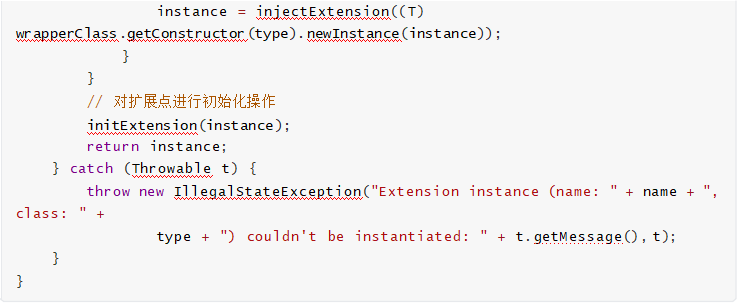 instance = injectExtension((T)
wrapperClass.getConstructor(type).newInstance(instance));
}
}
// 对扩展点进行初始化操作
initExtension(instance);
return instance;
} catch (Throwable t) {
throw new IllegalStateException("Extension instance (name: " + name + ",
class: " +
type + ") couldn't be instantiated: " + t.getMessage(),t);
}
}